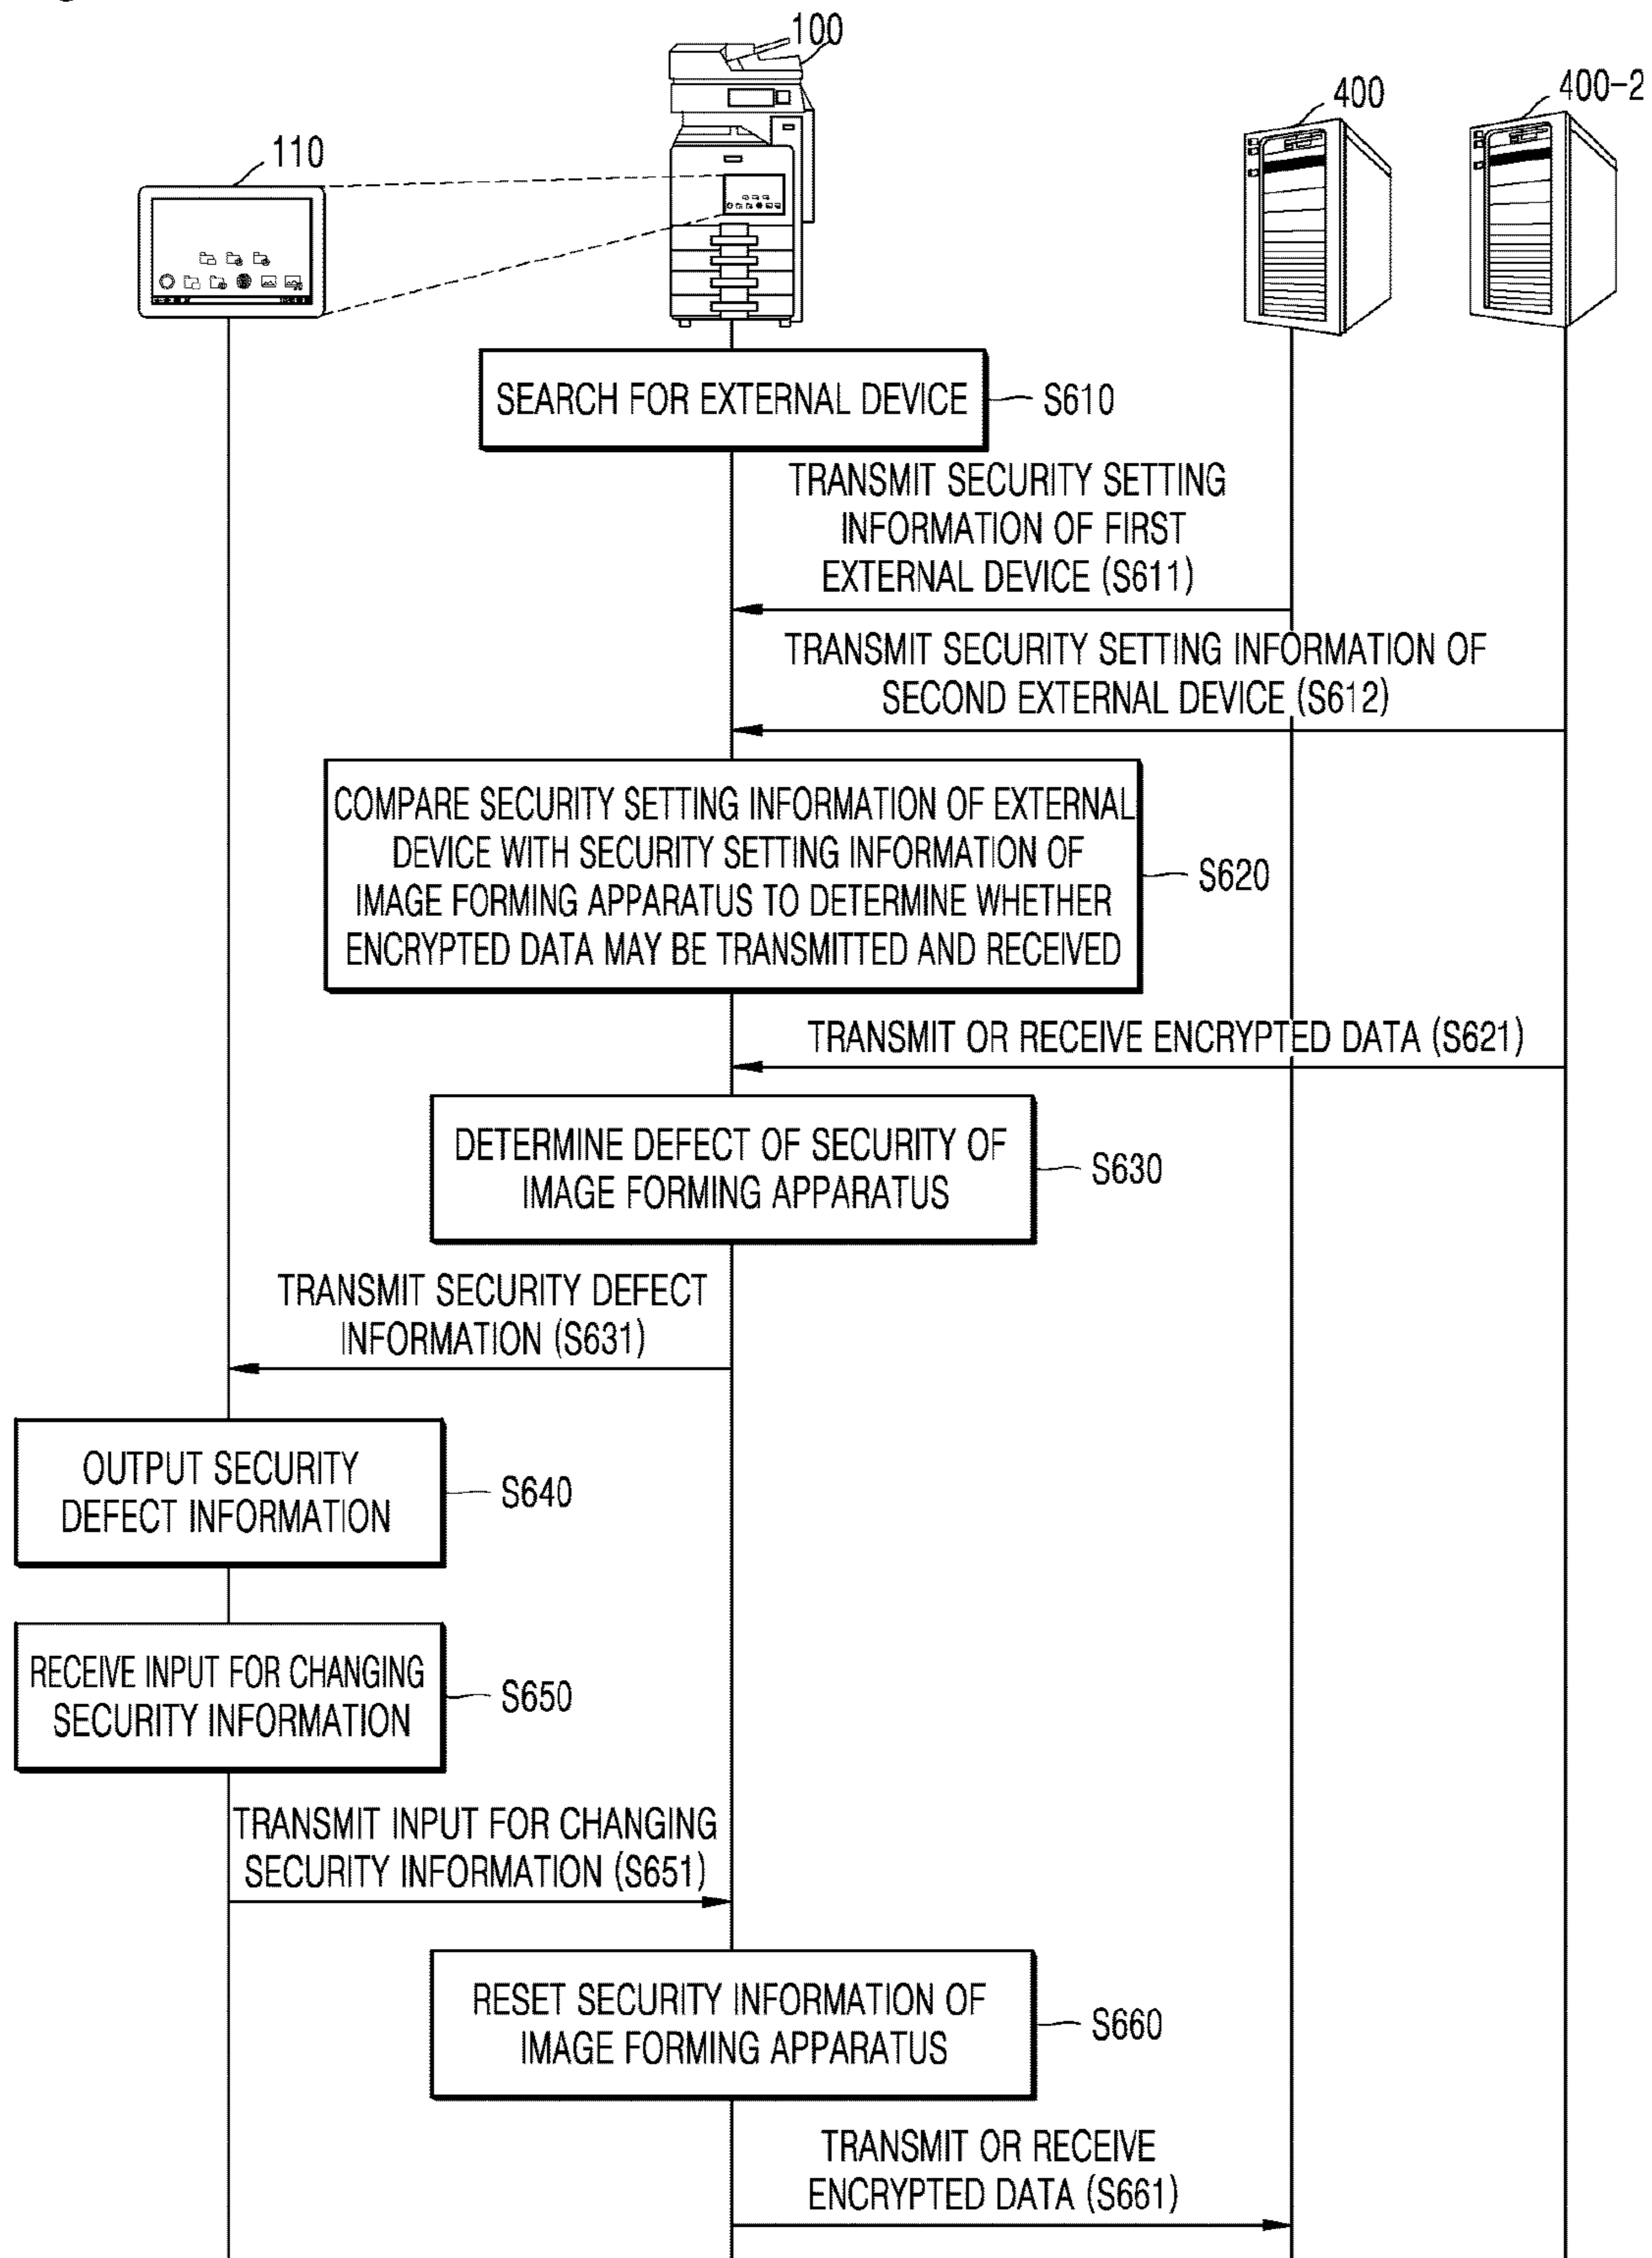 100
400
400-2
110
SEARCH FOR EXTERNAL DEVICE
S610
TRANSMIT SECURITY SETTING
INFORMATION OF FIRST
EXTERNAL DEVICE (S611)
TRANSMIT SECURITY SETTING INFORMATION OF
SECOND EXTERNAL DEVICE (S612)
COMPARE SECURITY SETTING INFORMATION OF EXTERNAL
DEVICE WITH SECURITY SETTING INFORMATION OF
IMAGE FORMING APPARATUS TO DETERMINE WHETHER
ENCRYPTED DATA MAY BE TRANSMITTED AND RECEIVED
S620
TRANSMIT OR RECEIVE ENCRYPTED DATA (S621)
DETERMINE DEFECT OF SECURITY OF
IMAGE FORMING APPARATUS
S630
TRANSMIT SECURITY DEFECT
INFORMATION (S631)
OUTPUT SECURITY
DEFECT INFORMATION
S640
RECEIVE INPUT FOR CHANGING
SECURITY INFORMATION
S650
TRANSMIT INPUT FOR CHANGING
SECURITY INFORMATION (S651)
RESET SECURITY INFORMATION OF
IMAGE FORMING APPARATUS
S660
TRANSMIT OR RECEIVE
ENCRYPTED DATA (S661)